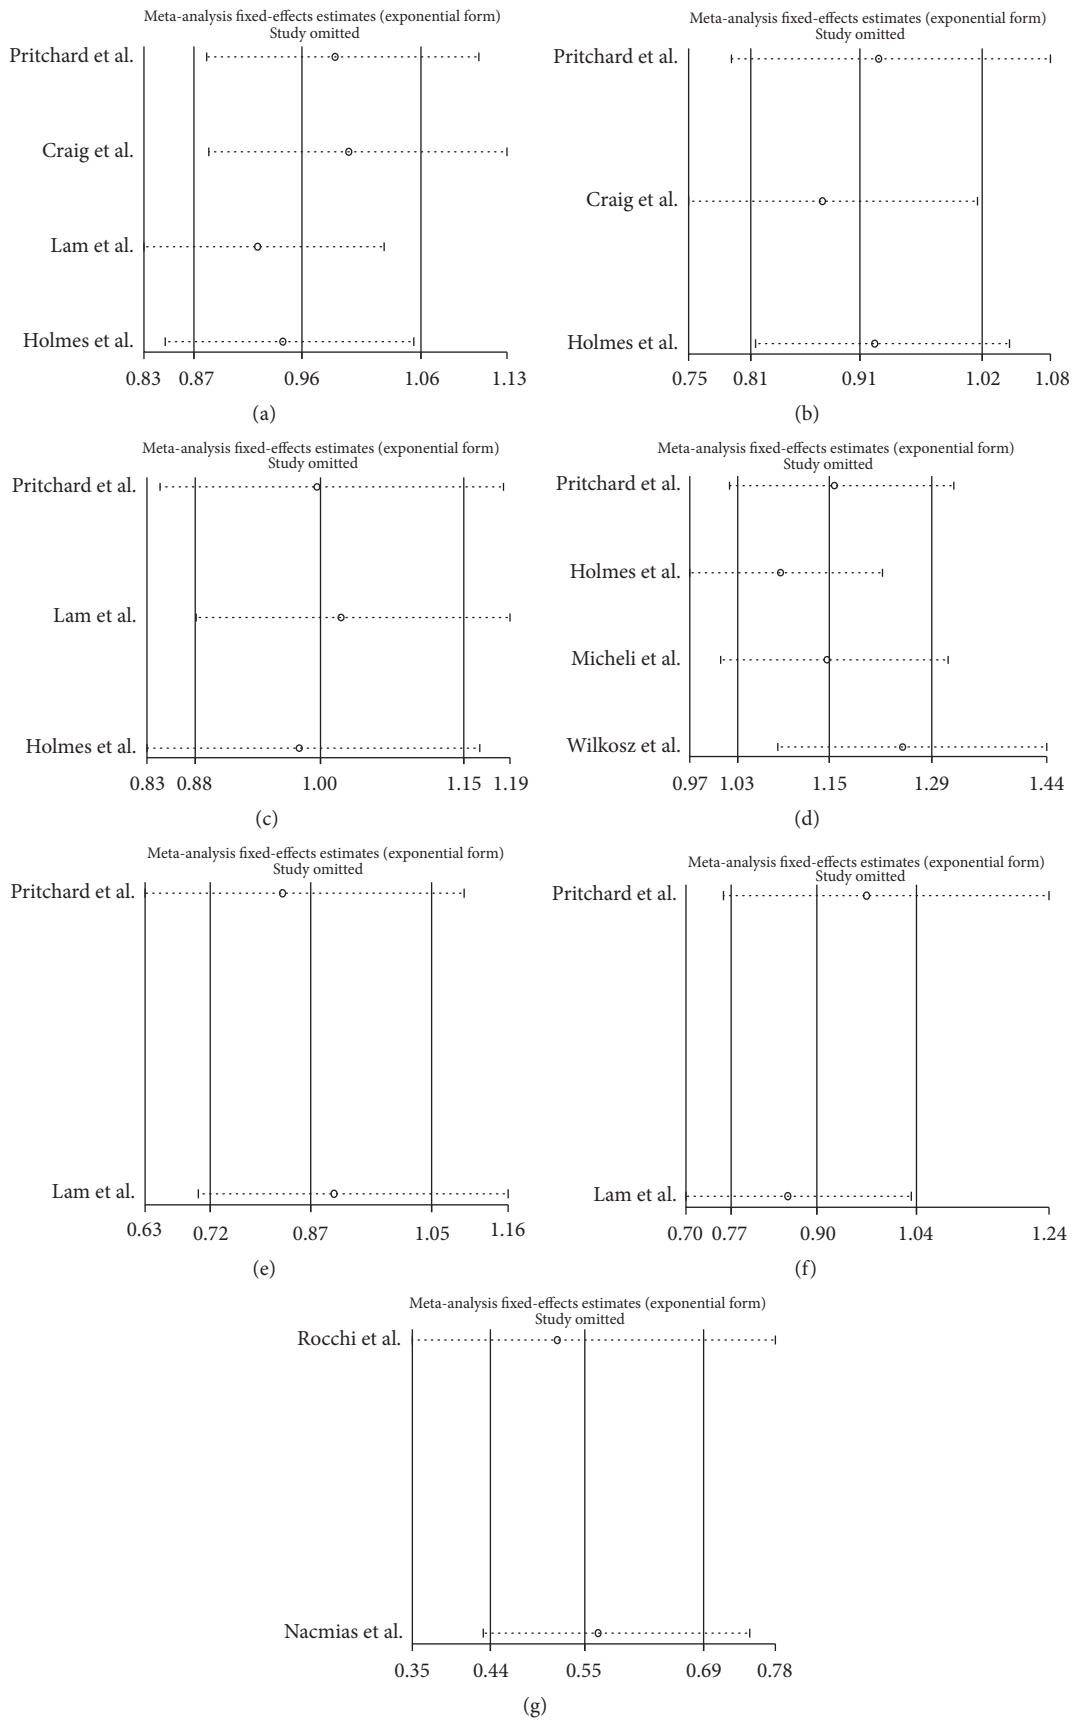 Meta-analysis fixed-effects estimates (exponential form)
Study omitted
Pritchard et al.
Craig et al.
Lam et al.
Holmes et al.
0.83 0.87 0.96 1.06 1.13
(a)
Meta-analysis fixed-effects estimates (exponential form)
Study omitted
Pritchard et al.
Craig et al.
Holmes et al.
0.75 0.81 0.91 1.02 1.08
(b)
Meta-analysis fixed-effects estimates (exponential form)
Study omitted
Pritchard et al.
Lam et al.
Holmes et al.
0.83 0.88 1.00 1.15 1.19
(c)
Meta-analysis fixed-effects estimates (exponential form)
Study omitted
Pritchard et al.
Holmes et al.
Micheli et al.
Wilkosz et al.
0.97 1.03 1.15 1.29 1.44
(d)
Meta-analysis fixed-effects estimates (exponential form)
Study omitted
Pritchard et al.
Lam et al.
0.63 0.72 0.87 1.05 1.16
(e)
Meta-analysis fixed-effects estimates (exponential form)
Study omitted
Pritchard et al.
Lam et al.
0.70 0.77 0.90 1.04 1.24
(f)
Meta-analysis fixed-effects estimates (exponential form)
Study omitted
Rocchi et al.
Nacmias et al.
0.35 0.44 0.55 0.69 0.78
(g)